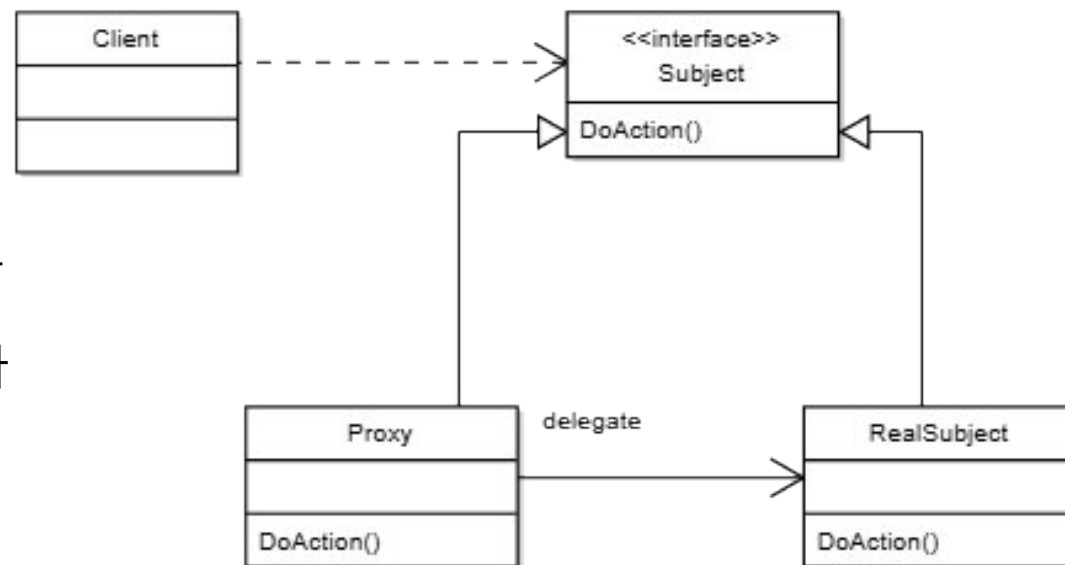 Client
<<interface>>
Subject
DoAction()
Proxy
delegate
RealSubject
DoAction()
DoAction()